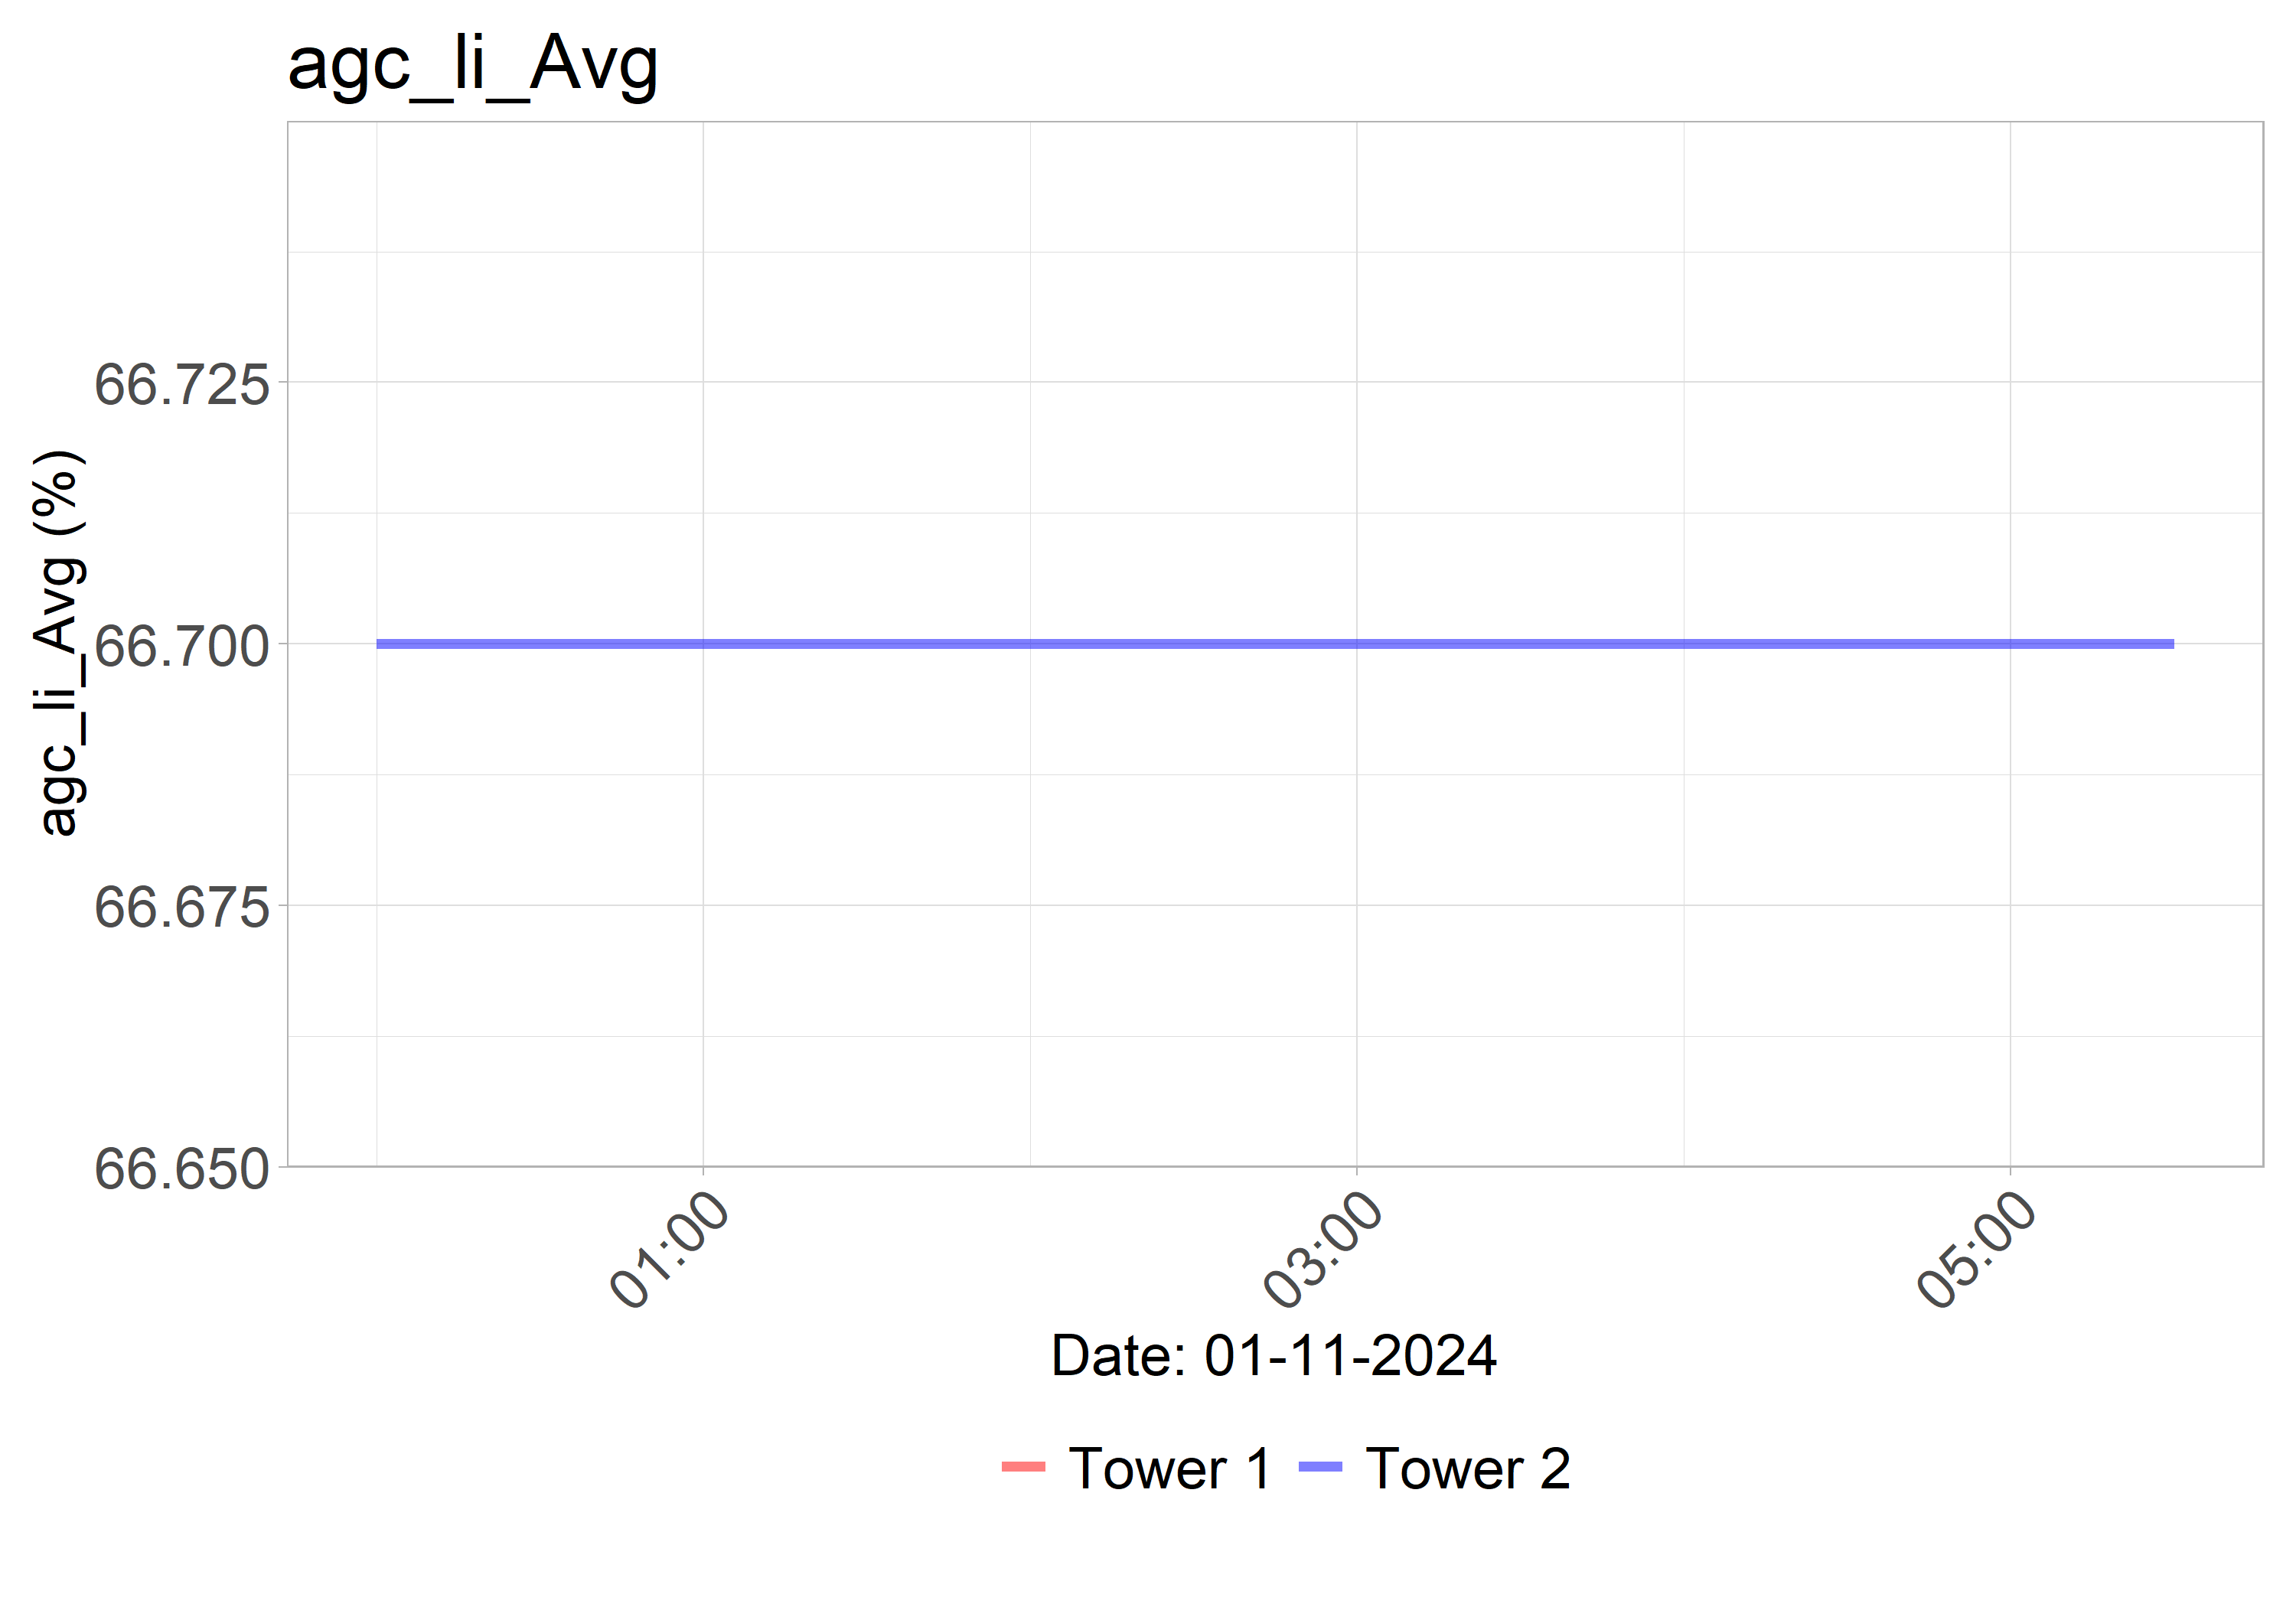 agc_li_Avg
agc_li_Avg (%)
66.725
66.700
66.675
66.650
01:00
03:00
05:00
Date: 01-11-2024
Tower 1
Tower 2